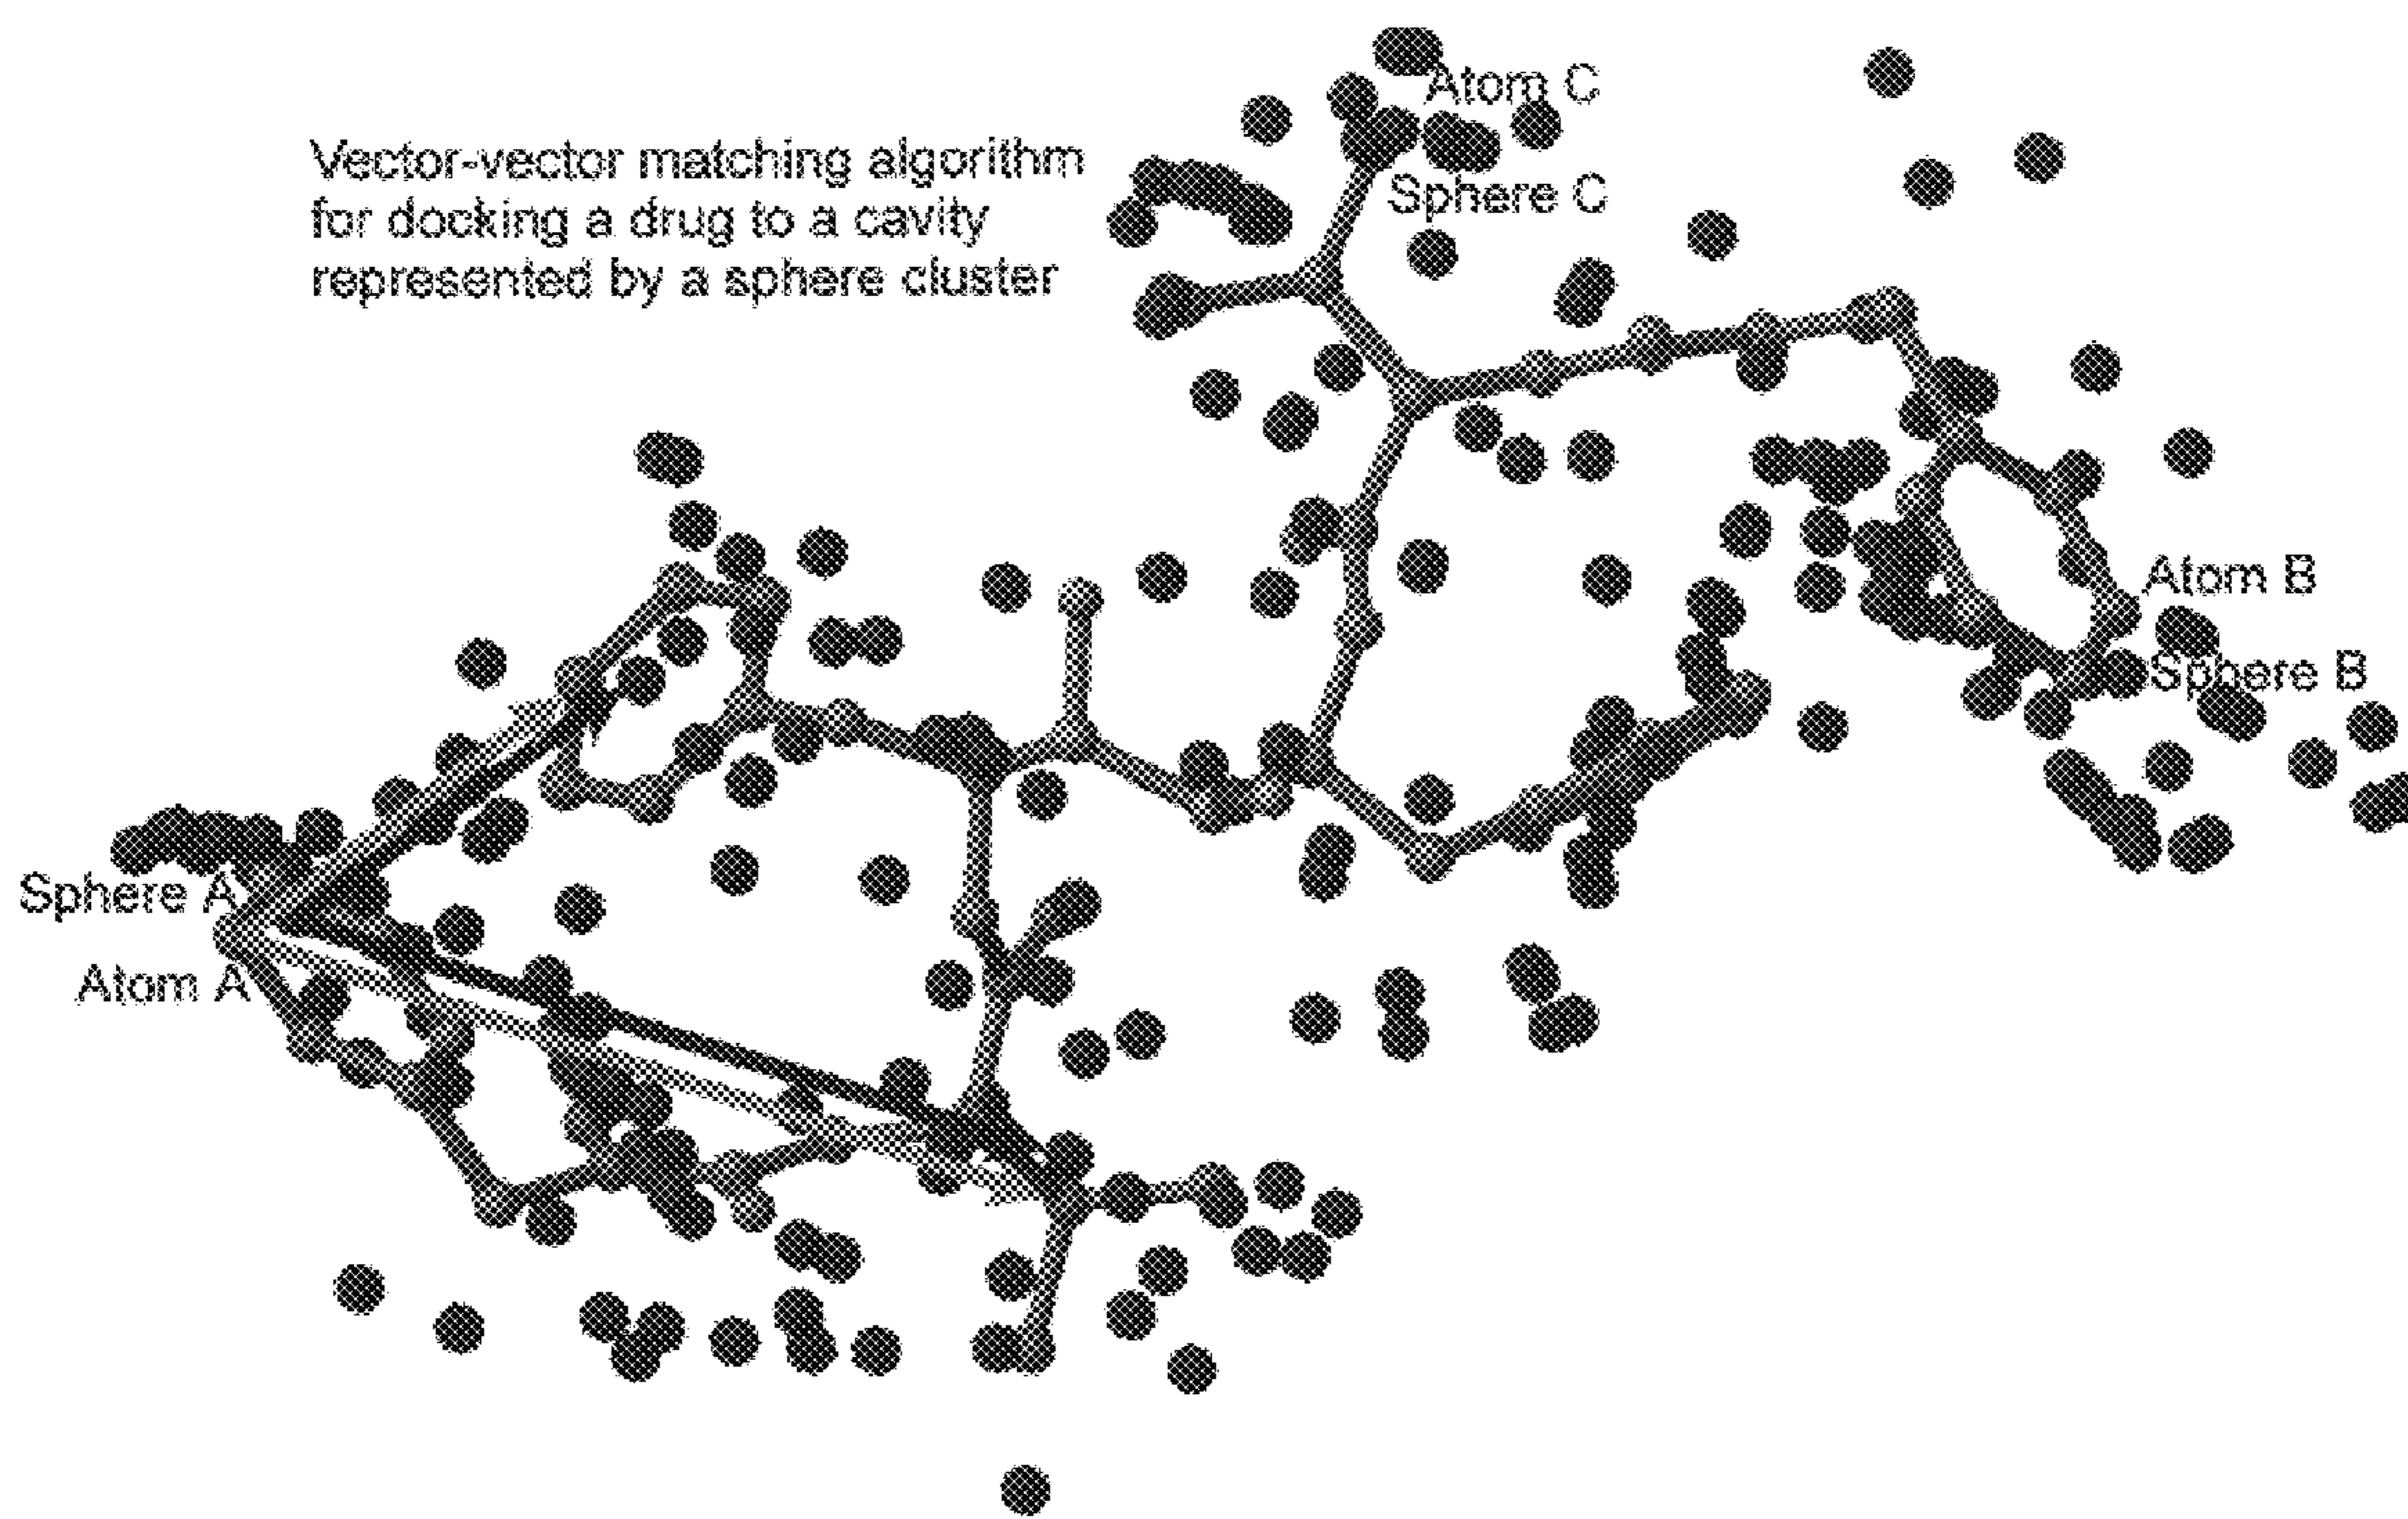 Atom C
Vector-vector matching algorithm
for docking a drug to a cavity
represented by a sphere cluster
Sphere C
Atom B
Sphere B
Sphere A
Atom A